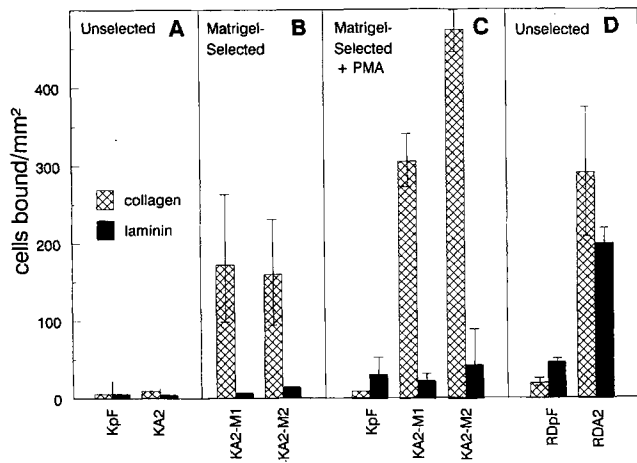 Unselected A
Matrigel-
Selected B
Matrigel-
Selected
+ PMA C
Unselected D
cells bound/mm²
400
300
200
100
0
collagen
laminin
KpF
KA2
KA2-M1
-KA2-M2
KpF
KA2-M1
KA2-M2
RDpF
RDA2